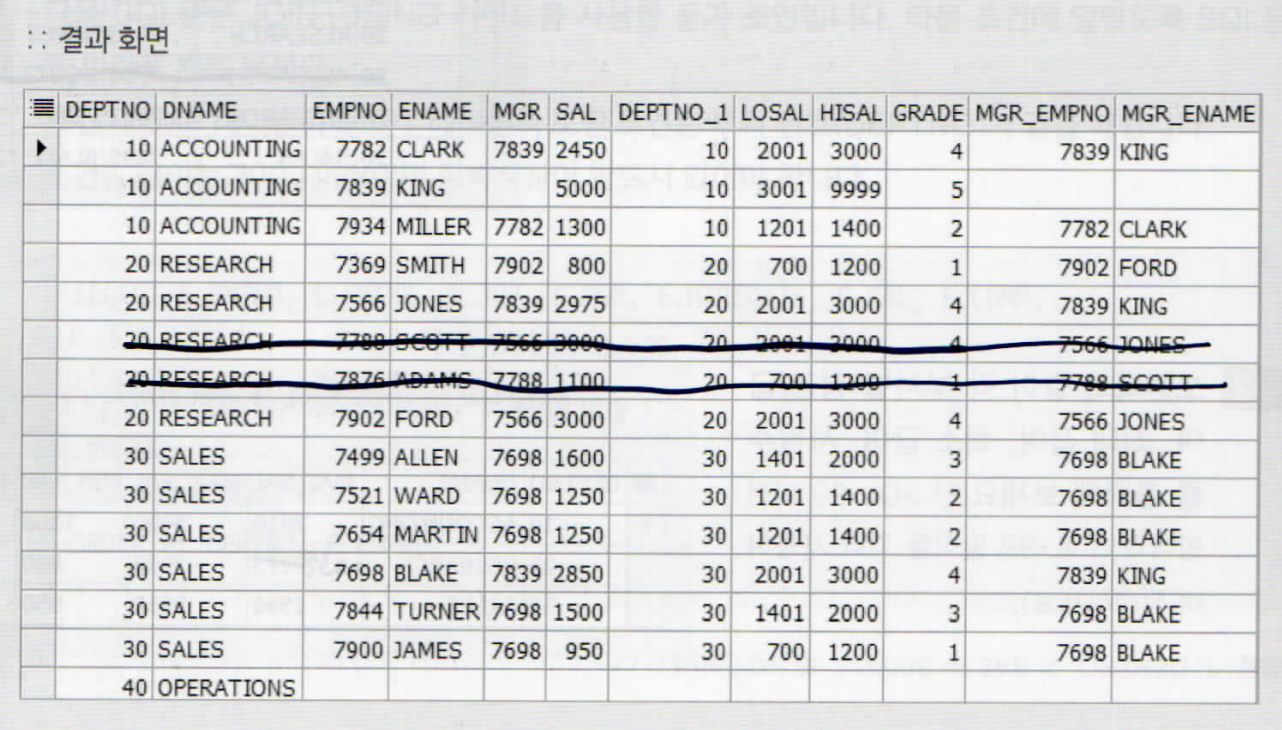 :: 결과 화면
DEPTNO DNAME EMPNO ENAME MGR SAL DEPTNO_1 LOSAL HISAL GRADE MGR_EMPNO MGR_ENAME
10 ACCOUNTING 7782 CLARK 7839 2450 10 2001 3000 4 7839 KING
10 ACCOUNTING 7839 KING 5000 10 3001 9999 5
10 ACCOUNTING 7934 MILLER 7782 1300 10 1201 1400 2 7782 CLARK
20 RESEARCH 7369 SMITH 7902 800 20 700 1200 1 7902 FORD
20 RESEARCH 7566 JONES 7839 2975 20 2001 3000 4 7839 KING
20 RESEARCH 7788 SCOTT 7566 3000 20 2001 3000 4 7566 JONES
20 RESEARCH 7876 ADAMS 7788 1100 20 700 1200 1 7788 SCOTT
20 RESEARCH 7902 FORD 7566 3000 20 2001 3000 4 7566 JONES
30 SALES 7499 ALLEN 7698 1600 30 1401 2000 3 7698 BLAKE
30 SALES 7521 WARD 7698 1250 30 1201 1400 2 7698 BLAKE
30 SALES 7654 MARTIN 7698 1250 30 1201 1400 2 7698 BLAKE
30 SALES 7698 BLAKE 7839 2850 30 2001 3000 4 7839 KING
30 SALES 7844 TURNER 7698 1500 30 1401 2000 3 7698 BLAKE
30 SALES 7900 JAMES 7698 950 30 700 1200 1 7698 BLAKE
40 OPERATIONS